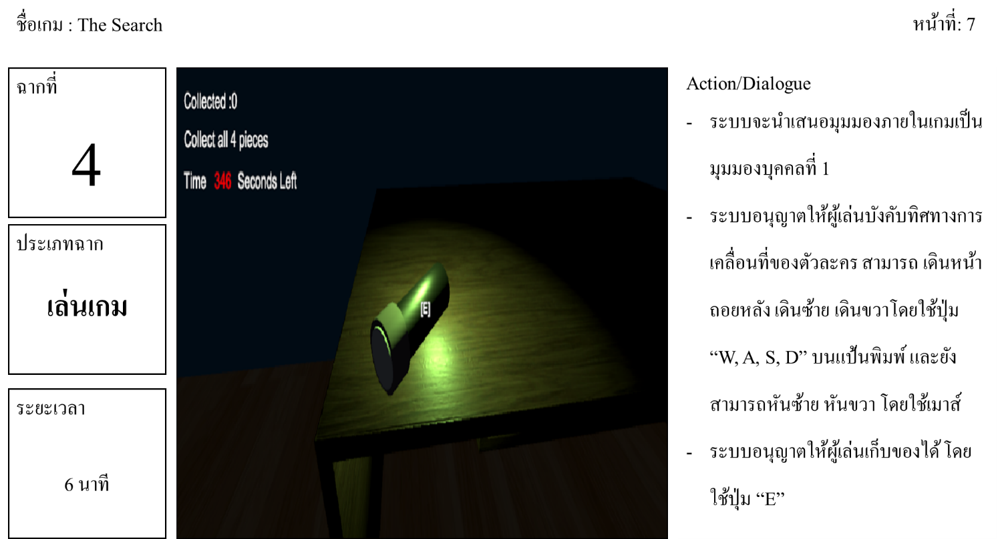 ชื่อเกม : The Search
หน้าที่: 7
ฉากที่
4
ประเภทฉาก
เล่นเกม
ระยะเวลา
6 นาที
Collected :0
Collect all 4 pieces
Time 346 Seconds Left
[E]
Action/Dialogue
- ระบบจะนำเสนอมุมมองภายในเกมเป็น
มุมมองบุคคลที่ 1
- ระบบอนุญาตให้ผู้เล่นบังคับทิศทางการ
เคลื่อนที่ของตัวละคร สามารถ เดินหน้า
ถอยหลัง เดินซ้าย เดินขวาโดยใช้ปุ่ม
“W, A, S, D” บนแป้นพิมพ์ และยัง
สามารถหันซ้าย หันขวา โดยใช้เมาส์
- ระบบอนุญาตให้ผู้เล่นเก็บของได้ โดย
ใช้ปุ่ม “E”